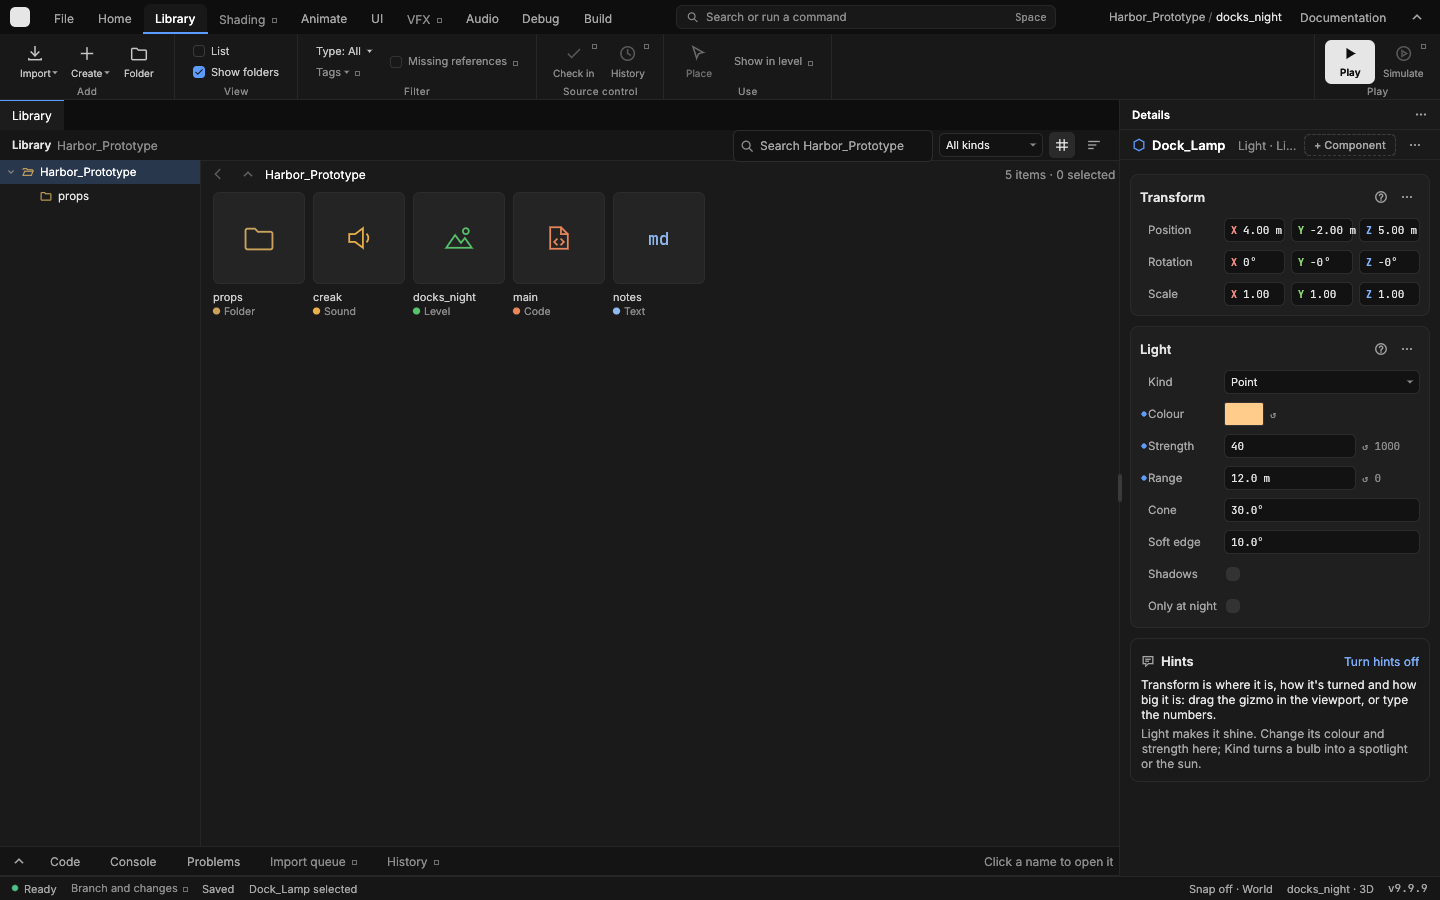 File Home Library Shading Animate UI VFX Audio Debug Build Search or run a command Space Harbor_Prototype / docks_night Documentation
Import Create Folder
Add
List
Show folders
View
Type: All
Tags
Missing references
Filter
Check in History
Source control
Place Show in level
Use
Play Simulate
Play
Library
Library Harbor_Prototype
Search Harbor_Prototype All kinds
Harbor_Prototype
props
Harbor_Prototype 5 items · 0 selected
md
props creak docks_night main notes
Folder Sound Level Code Text
Details
Dock_Lamp Light · Li... + Component
Transform
Position X 4.00 m Y -2.00 m Z 5.00 m
Rotation X 0° Y -0° Z -0°
Scale X 1.00 Y 1.00 Z 1.00
Light
Kind Point
Colour
Strength 40 1000
Range 12.0 m 0
Cone 30.0°
Soft edge 10.0°
Shadows
Only at night
Hints Turn hints off
Transform is where it is, how it's turned and how
big it is: drag the gizmo in the viewport, or type
the numbers.
Light makes it shine. Change its colour and
strength here; Kind turns a bulb into a spotlight
or the sun.
Code Console Problems Import queue History Click a name to open it
Ready Branch and changes Saved Dock_Lamp selected Snap off · World docks_night · 3D v9.9.9